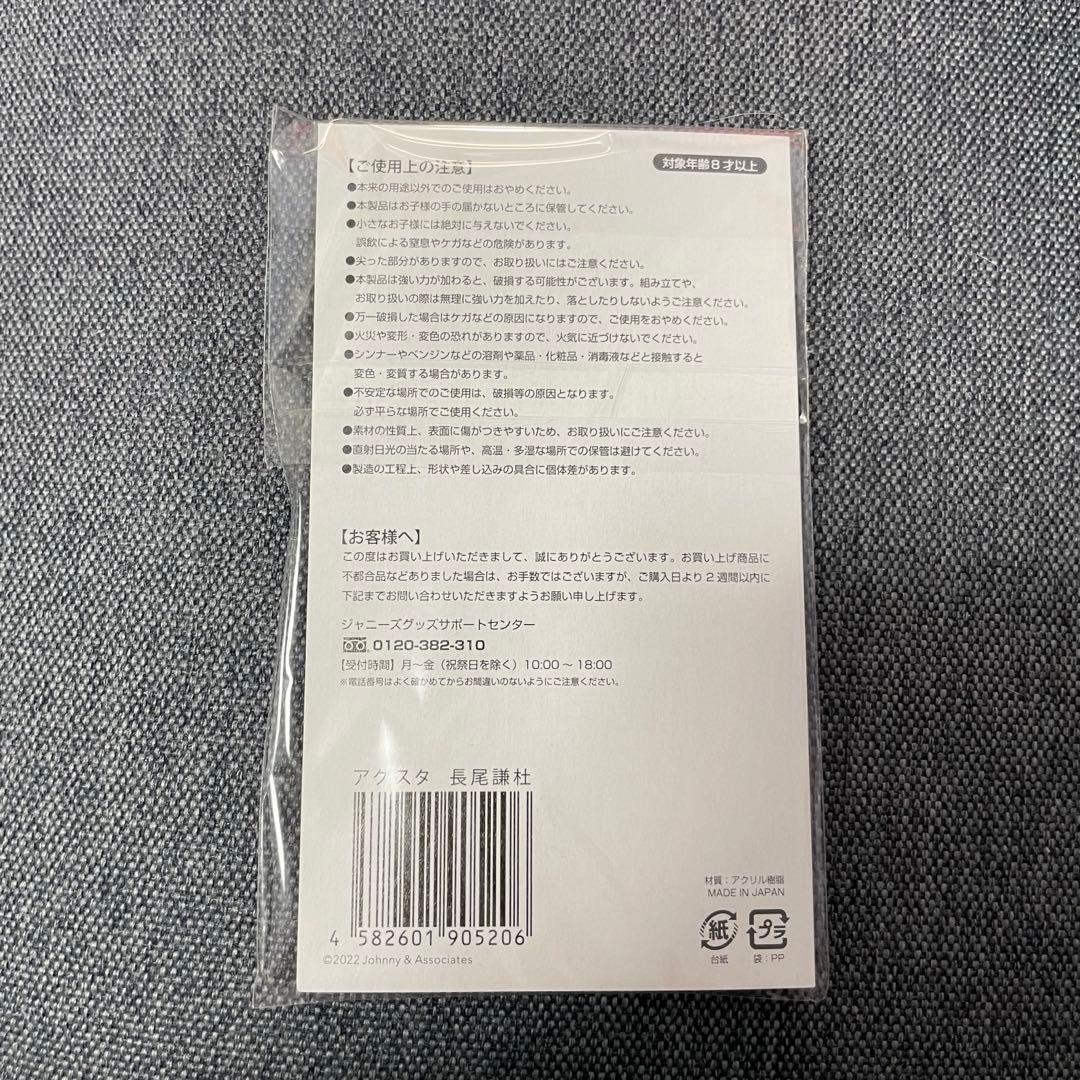 【ご使用上の注意】
対象年齢8才以上
●本来の用途以外でのご使用はおやめください。
●本製品はお子様の手の届かないところに保管してください。
●小さなお子様には絶対に与えないでください。
誤飲による窒息やケガなどの危険があります。
●尖った部分がありますので、お取り扱いにはご注意ください。
●本製品は強い力が加わると、破損する可能性がございます。組み立てや、
お取り扱いの際は無理に強い力を加えたり、落としたりしないようご注意ください。
●万一破損した場合はケガなどの原因になりますので、ご使用をおやめください。
●火災や変形・変色の恐れがありますので、火気に近づけないでください。
●シンナーやベンジンなどの溶剤や薬品・化粧品・消毒液などと接触すると
変色・変質する場合があります。
●不安定な場所でのご使用は、破損等の原因となります。
必ず平らな場所でご使用ください。
●素材の性質上、表面に傷がつきやすいため、お取り扱いにご注意ください。
●直射日光の当たる場所や、高温・多湿な場所での保管は避けてください。
●製造の工程上、形状や差し込みの具合に個体差があります。
【お客様へ】
この度はお買い上げいただきまして、誠にありがとうございます。お買い上げ商品に
不都合品などありました場合は、お手数ではございますが、ご購入日より2週間以内に
下記までお問い合わせいただきますようお願い申し上げます。
ジャニーズグッズサポートセンター
0120-382-310
【受付時間】月〜金（祝祭日を除く）10:00〜18:00
※電話番号はよく確かめてからお間違いのないようにご注意ください。
アクスタ 長尾謙杜
4 582601 905206
©2022 Johnny & Associates
材質：アクリル樹脂
MADE IN JAPAN
紙 プラ
台紙 袋：PP